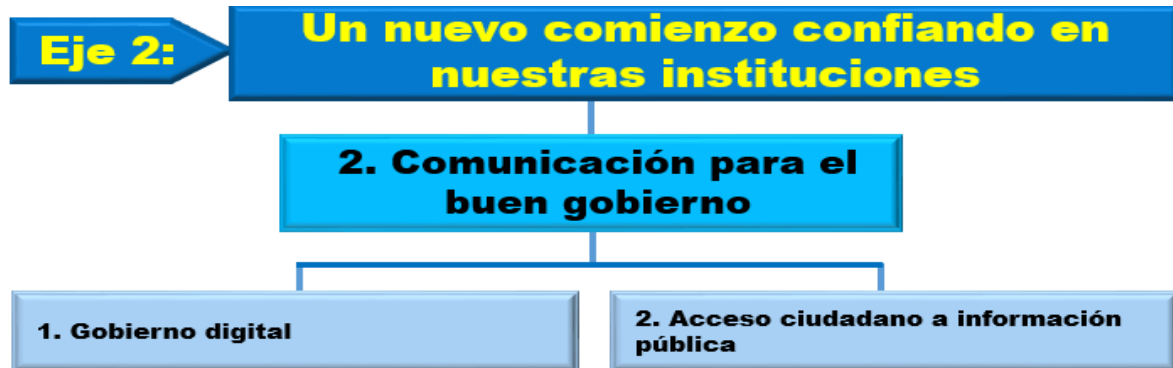 Eje 2:
Un nuevo comienzo confiando en
nuestras instituciones
2. Comunicación para el
buen gobierno
1. Gobierno digital
2. Acceso ciudadano a información
pública